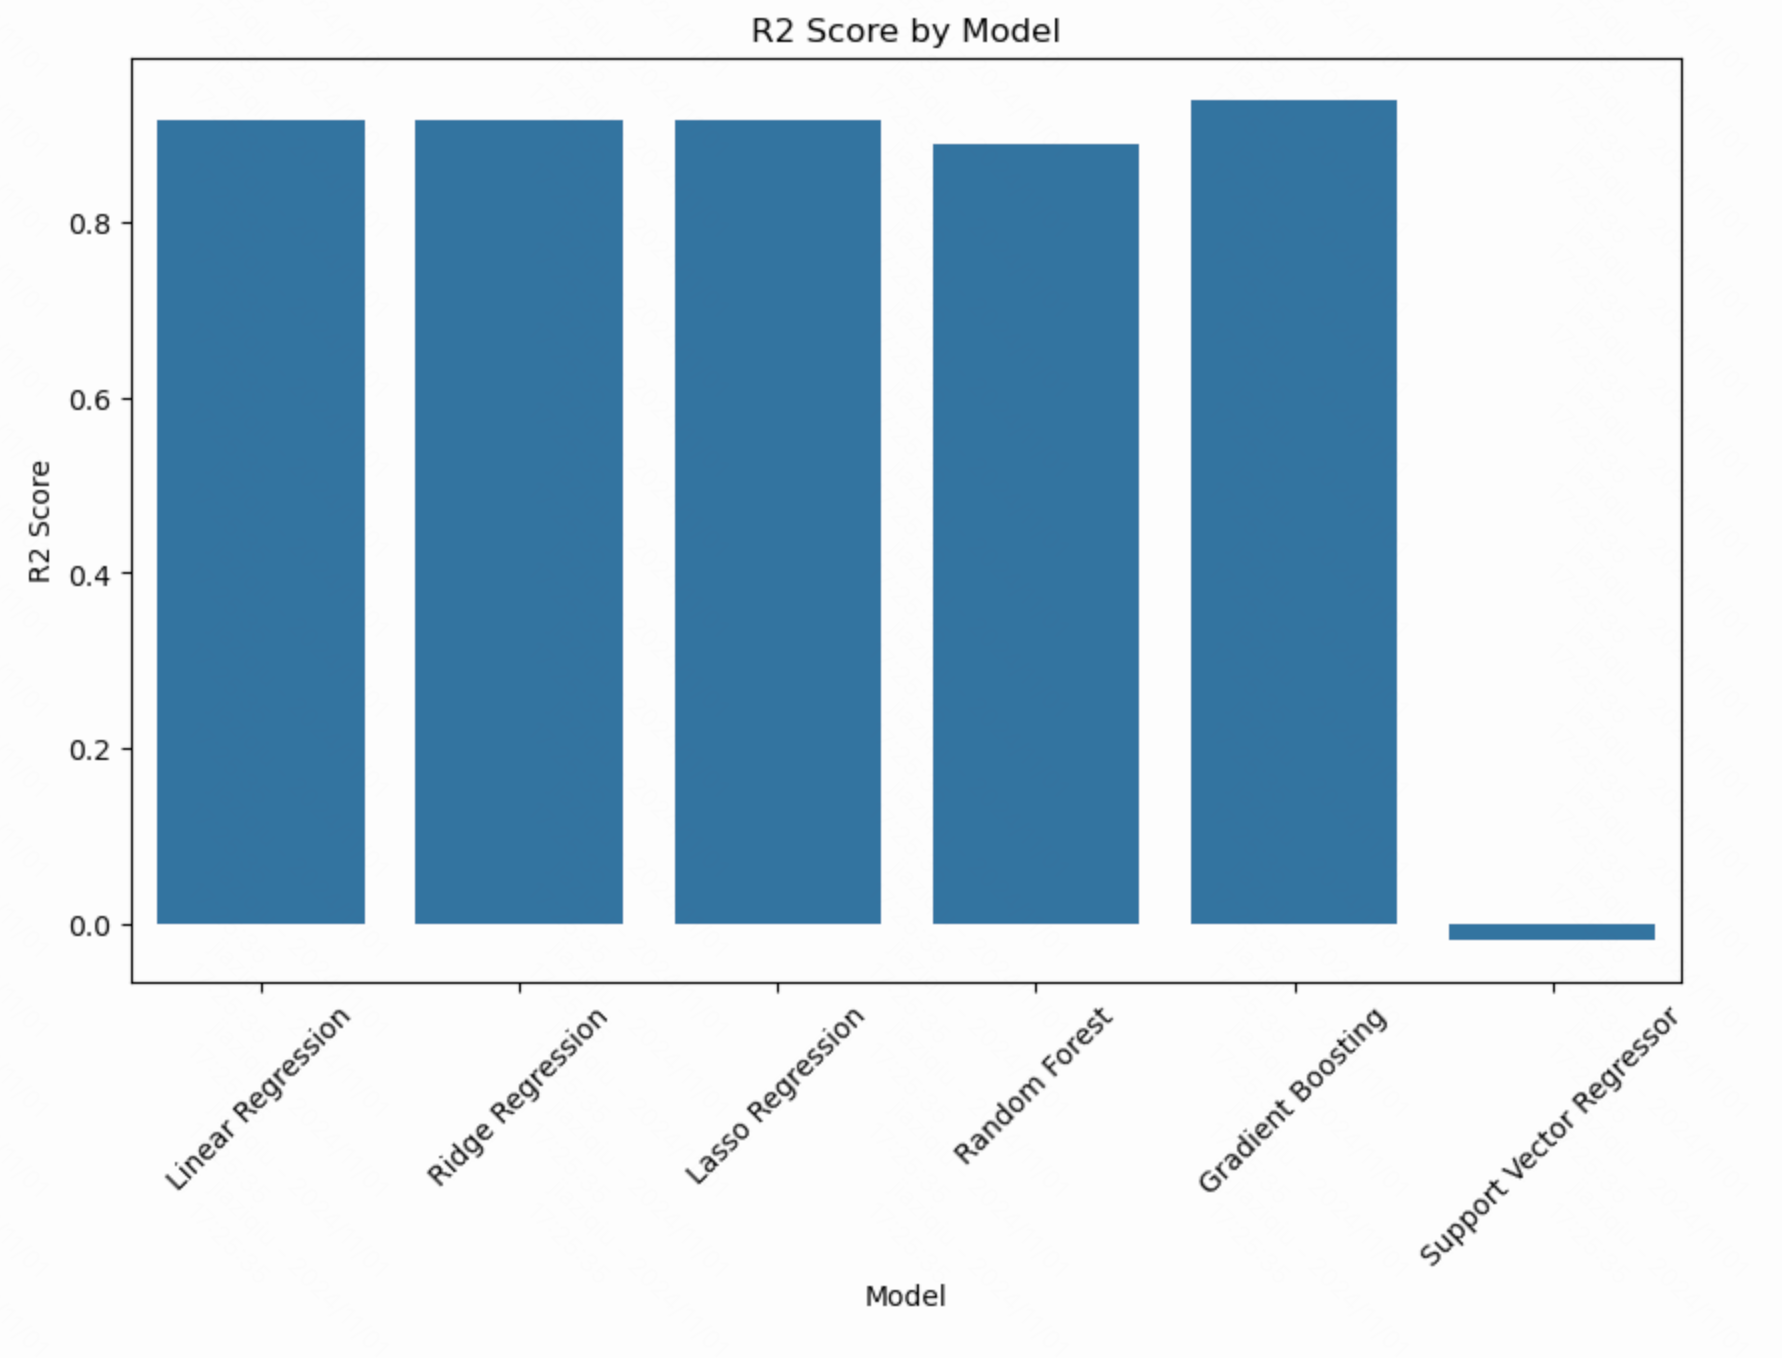 R2 Score by Model
R2 Score
0.8
0.6
0.4
0.2
0.0
Linear Regression
Ridge Regression
Lasso Regression
Random Forest
Gradient Boosting
Support Vector Regressor
Model